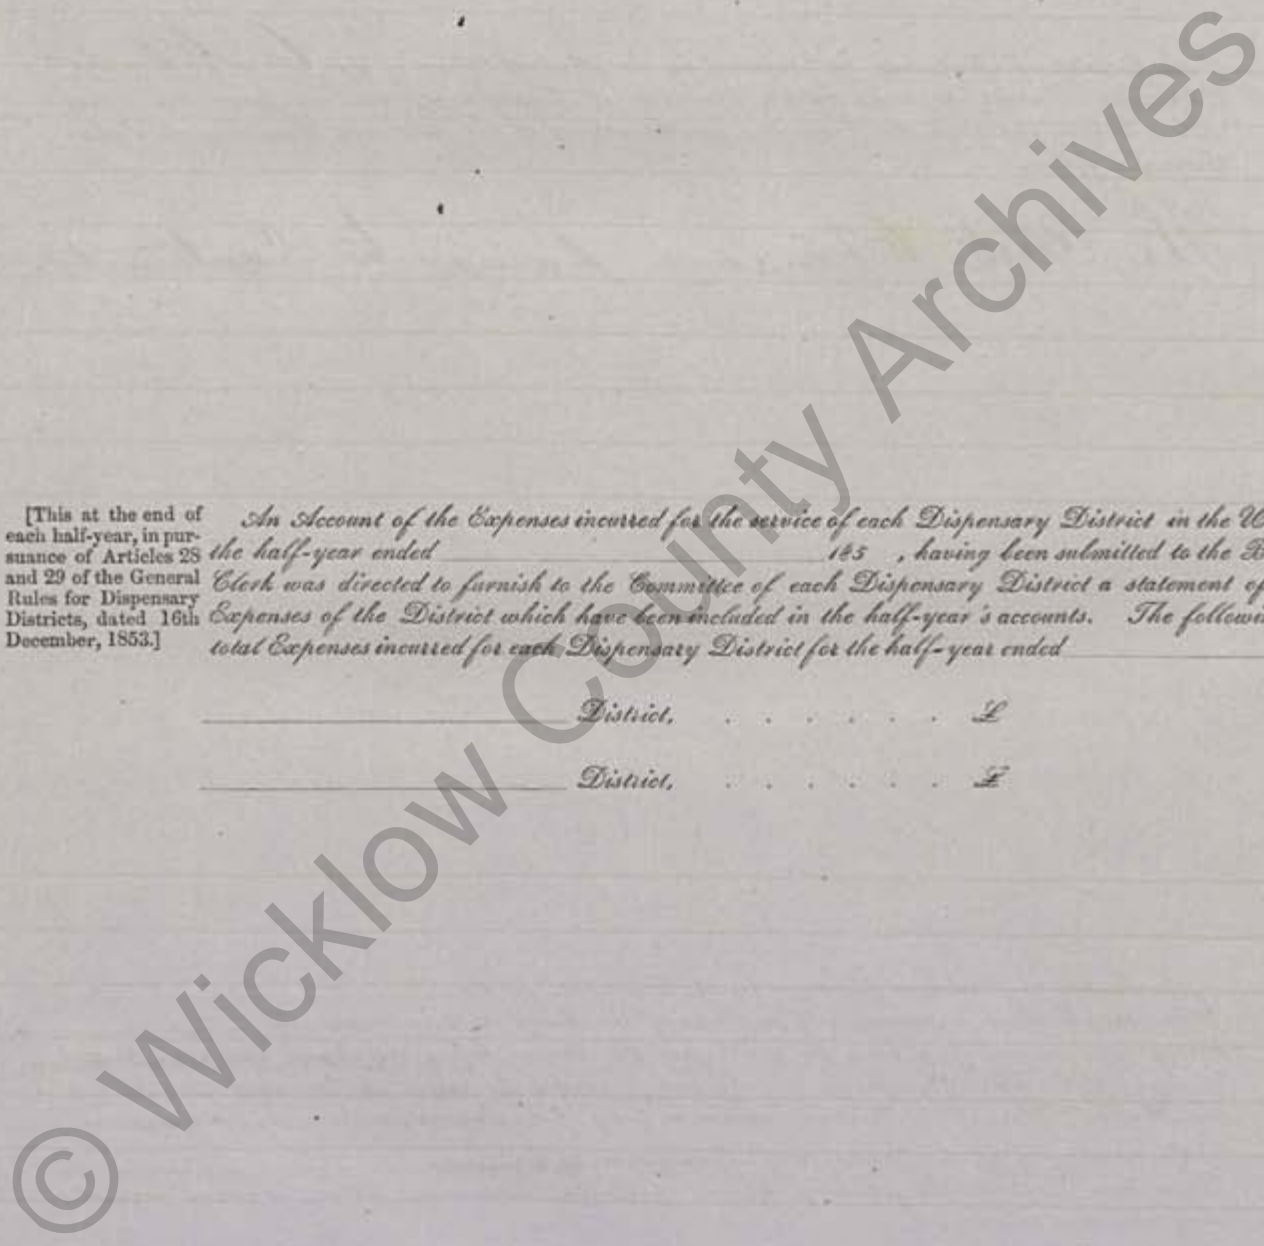 [This at the end of
each half-year, in pur-
suance of Articles 28
and 29 of the General
Rules for Dispensary
Districts, dated 16th
December, 1853.]
An Account of the Expenses incurred for the service of each Dispensary District in the U
the half-year ended 185 , having been submitted to the B
Clerk was directed to furnish to the Committee of each Dispensary District a statement of
Expenses of the District which have been included in the half-year's accounts. The followi
total Expenses incurred for each Dispensary District for the half-year ended
District, . . . . . . £
District, . . . . . . £
© Wicklow County Archives